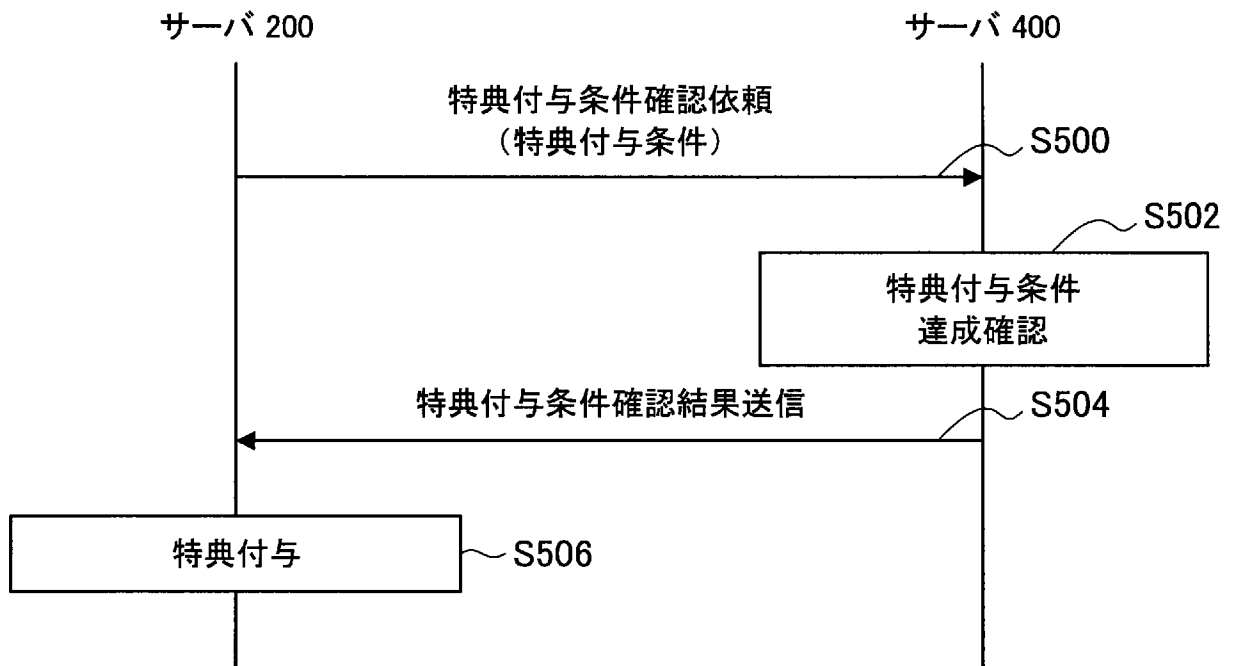 サーバ 200
サーバ 400
特典付与条件確認依頼
（特典付与条件）
S500
S502
特典付与条件
達成確認
特典付与条件確認結果送信
S504
特典付与
S506